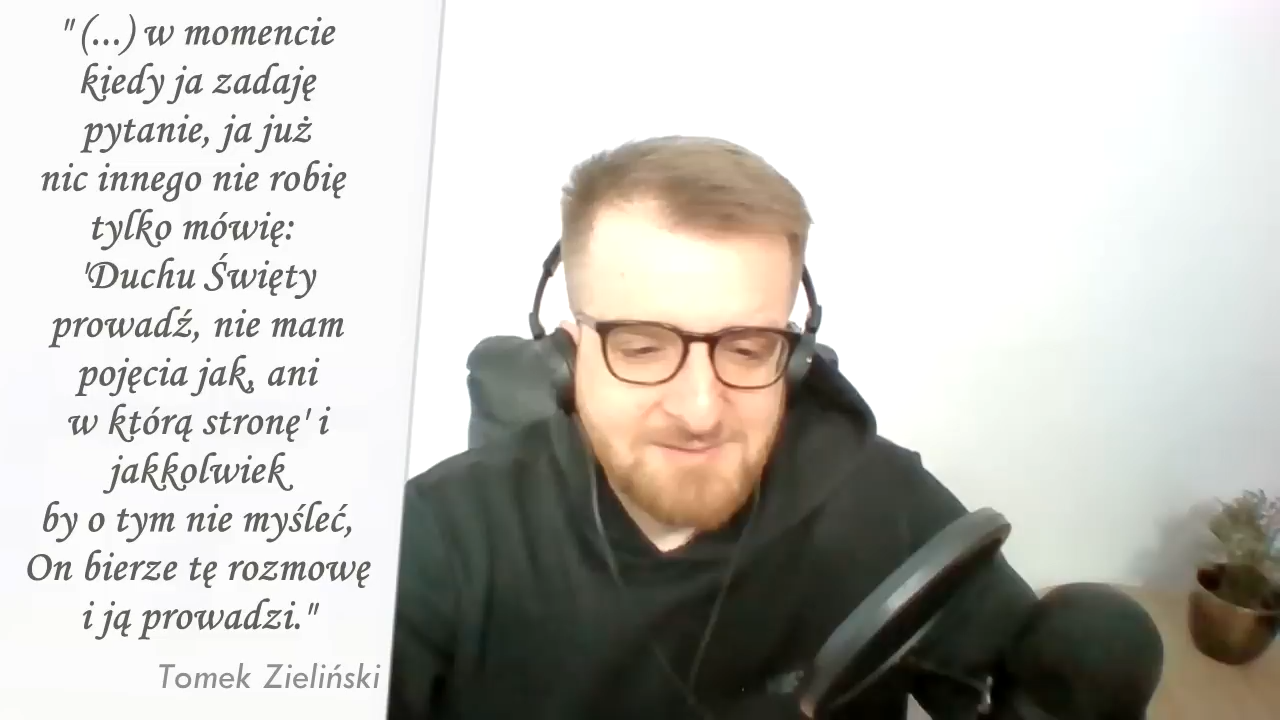 "(...) w momencie
kiedy ja zadaję
pytanie, ja już
nic innego nie robię
tylko mówię:
'Duchu Święty
prowadź, nie mam
pojęcia jak, ani
w którą stronę' i
jakkolwiek
by o tym nie myśleć,
On bierze tę rozmowę
i ją prowadzi."
Tomek Zieliński